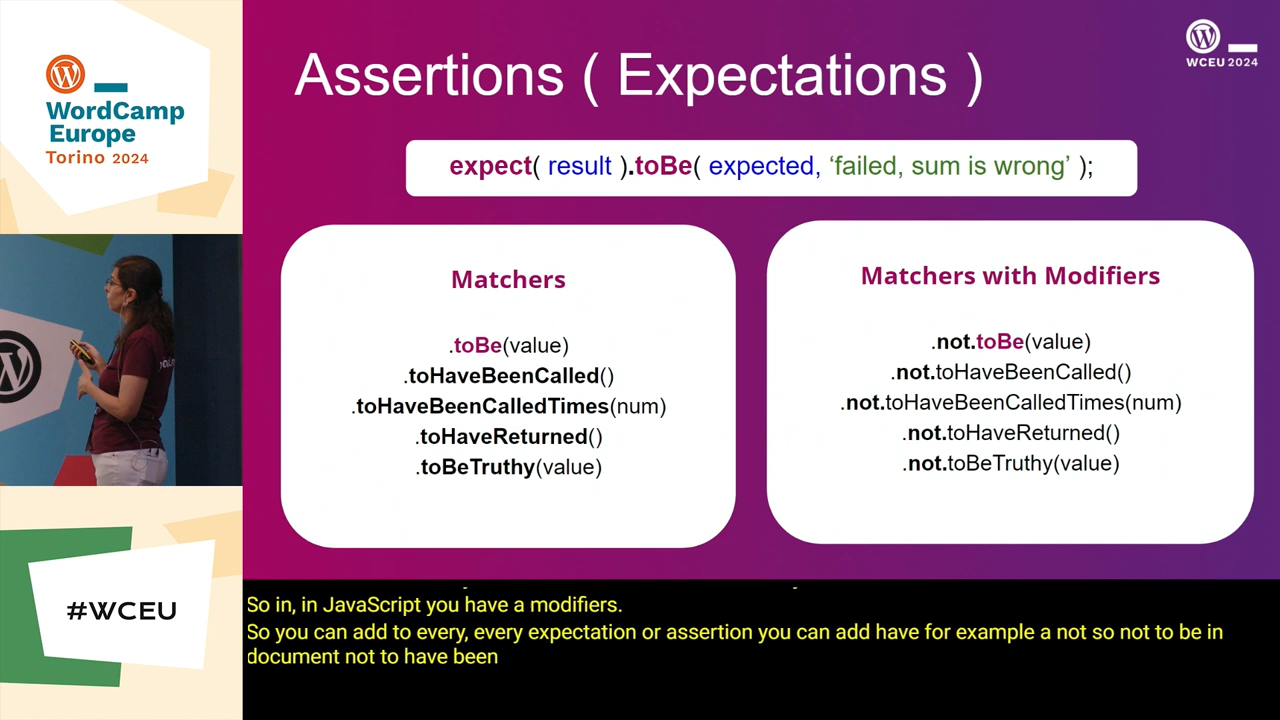 WordCamp
Europe
Torino 2024
Assertions ( Expectations )
WCEU 2024
expect( result ).toBe( expected, ‘failed, sum is wrong’ );
Matchers
.toBe(value)
.toHaveBeenCalled()
.toHaveBeenCalledTimes(num)
.toHaveReturned()
.toBeTruthy(value)
Matchers with Modifiers
.not.toBe(value)
.not.toHaveBeenCalled()
.not.toHaveBeenCalledTimes(num)
.not.toHaveReturned()
.not.toBeTruthy(value)
#WCEU
So in, in JavaScript you have a modifiers.
So you can add to every, every expectation or assertion you can add have for example a not so not to be in
document not to have been